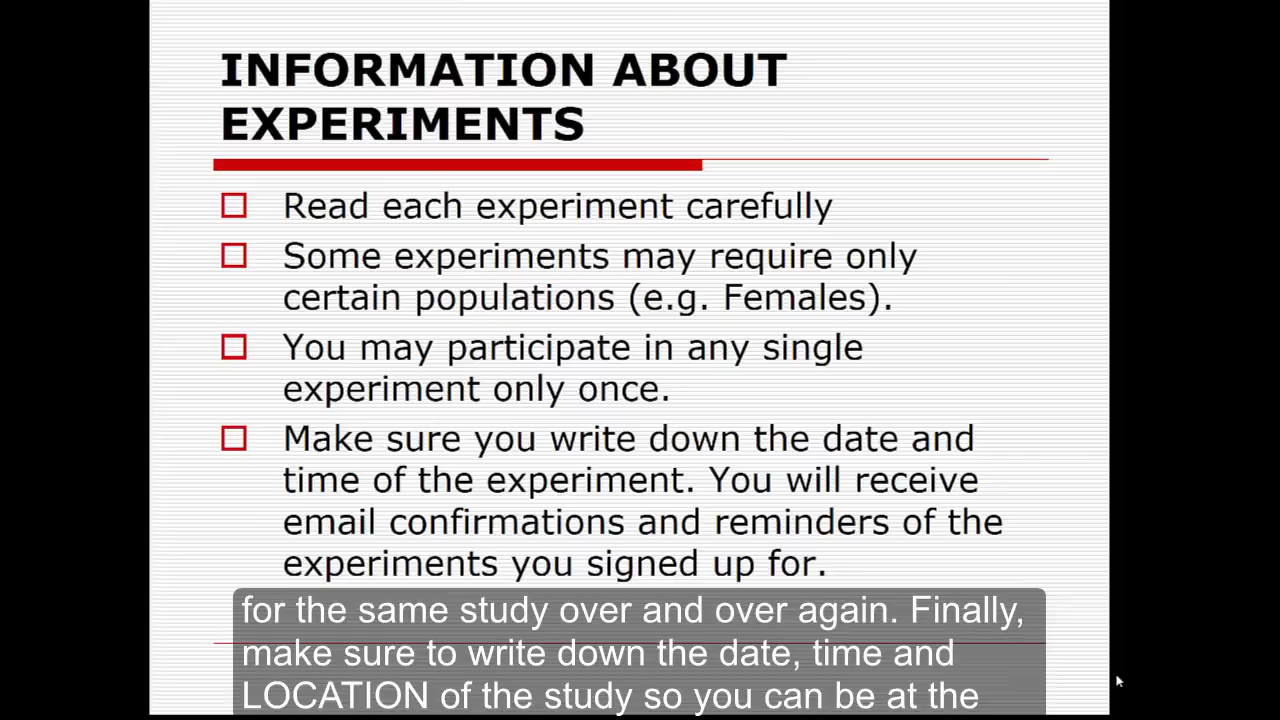 INFORMATION ABOUT
EXPERIMENTS
Read each experiment carefully
Some experiments may require only
certain populations (e.g. Females).
You may participate in any single
experiment only once.
Make sure you write down the date and
time of the experiment. You will receive
email confirmations and reminders of the
experiments you signed up for.
for the same study over and over again. Finally,
make sure to write down the date, time and
LOCATION of the study so you can be at the